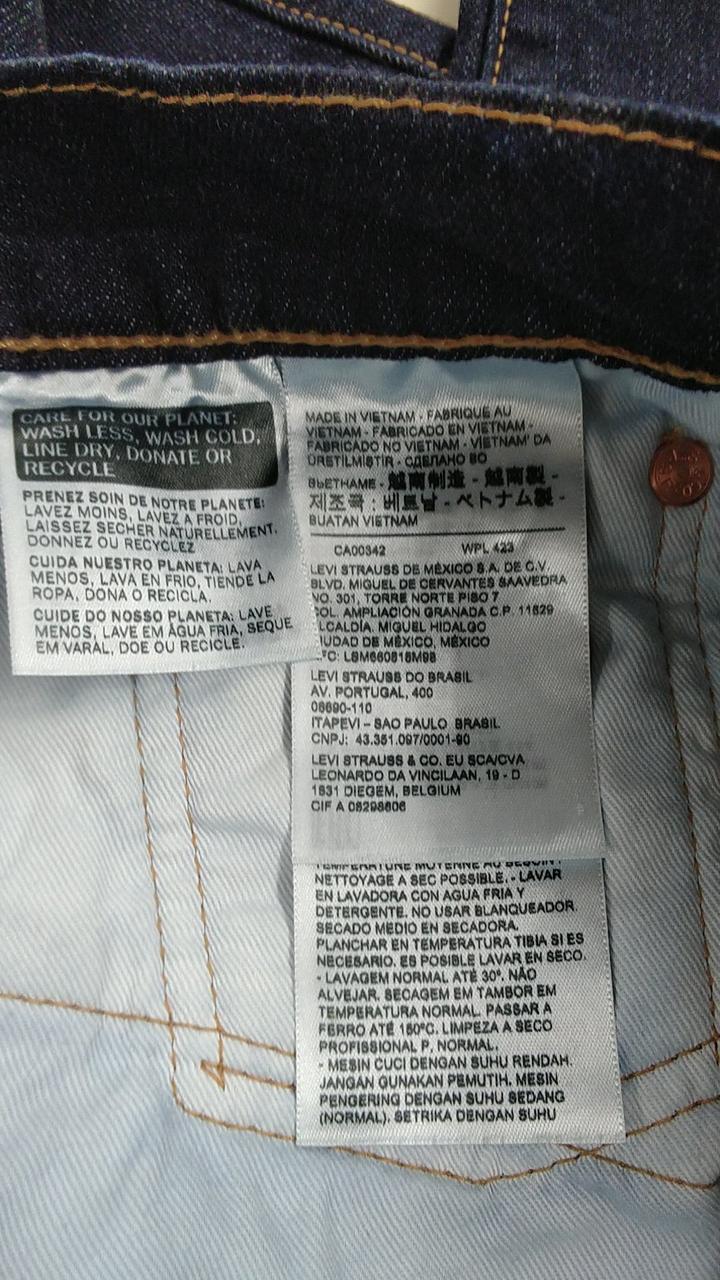 CARE FOR OUR PLANET:
WASH LESS, WASH COLD,
LINE DRY, DONATE OR
RECYCLE
PRENEZ SOIN DE NOTRE PLANETE:
LAVEZ MOINS, LAVEZ A FROID,
LAISSEZ SECHER NATURELLEMENT.
DONNEZ OU RECYCLEZ
CUIDA NUESTRO PLANETA: LAVA
MENOS, LAVA EN FRIO, TIENDE LA
ROPA, DONA O RECICLA.
CUIDE DO NOSSO PLANETA: LAVE
MENOS, LAVE EM ÁGUA FRIA, SEQUE
EM VARAL, DOE OU RECICLE.
MADE IN VIETNAM - FABRIQUE AU
VIETNAM - FABRICADO EN VIETNAM -
FABRICADO NO VIETNAM - VIETNAM' DA
ÜRETILMISTIR - СДЕЛАНО ВО
ВЬЕТНАМЕ - 越南制造 - 越南製 -
제조국 : 베트남 - ベトナム製 -
BUATAN VIETNAM
CA00342 WPL 423
LEVI STRAUSS DE MÉXICO S.A. DE C.V.
BLVD. MIGUEL DE CERVANTES SAAVEDRA
NO. 301, TORRE NORTE PISO 7
COL. AMPLIACIÓN GRANADA C.P. 11529
LCALDÍA. MIGUEL HIDALGO
IUDAD DE MÉXICO, MÉXICO
FC: LSM660818M98
LEVI STRAUSS DO BRASIL
AV. PORTUGAL, 400
06690-110
ITAPEVI – SAO PAULO BRASIL
CNPJ: 43.351.097/0001-90
LEVI STRAUSS & CO. EU SCA/CVA
LEONARDO DA VINCILAAN, 19 - D
1831 DIEGEM, BELGIUM
CIF A 08298606
TEMPERATURE MOYENNE AU BESOIN.
NETTOYAGE A SEC POSSIBLE. - LAVAR
EN LAVADORA CON AGUA FRIA Y
DETERGENTE. NO USAR BLANQUEADOR.
SECADO MEDIO EN SECADORA.
PLANCHAR EN TEMPERATURA TIBIA SI ES
NECESARIO. ES POSIBLE LAVAR EN SECO.
- LAVAGEM NORMAL ATÉ 30°. NÃO
ALVEJAR. SECAGEM EM TAMBOR EM
TEMPERATURA NORMAL. PASSAR A
FERRO ATÉ 150°C. LIMPEZA A SECO
PROFISSIONAL P, NORMAL.
- MESIN CUCI DENGAN SUHU RENDAH.
JANGAN GUNAKAN PEMUTIH. MESIN
PENGERING DENGAN SUHU SEDANG
(NORMAL). SETRIKA DENGAN SUHU